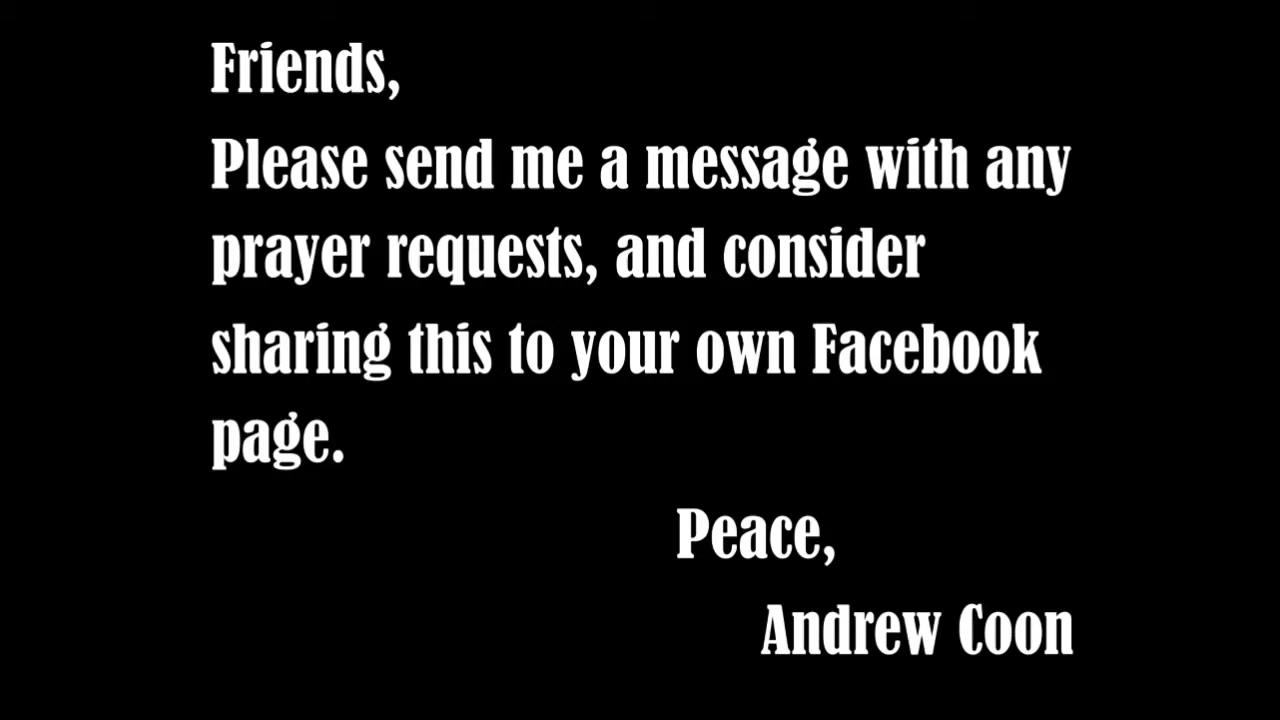 Friends,
Please send me a message with any
prayer requests, and consider
sharing this to your own Facebook
page.
Peace,
Andrew Coon